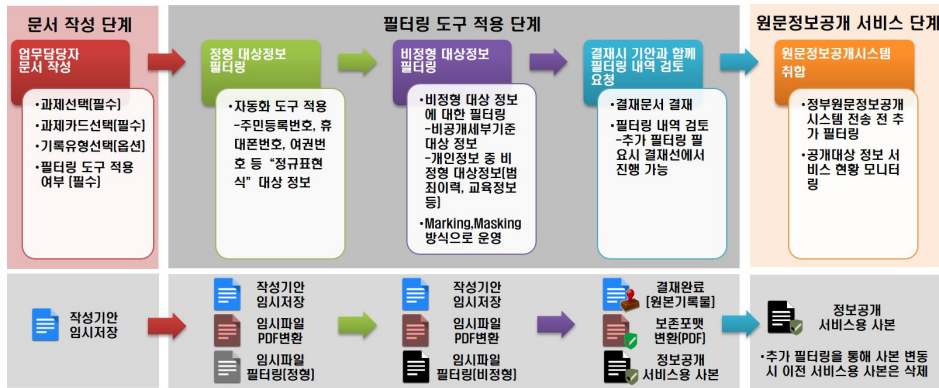 문서 작성 단계
필터링 도구 적용 단계
원문정보공개 서비스 단계
업무담당자
문서 작성
•과제선택(필수)
•과제카드선택(필수)
•기록유형선택(옵션)
•필터링 도구 적용
여부 (필수)
정형 대상정보
필터링
•자동화 도구 적용
-주민등록번호, 휴
대폰번호, 여권번
호 등 “정규표현
식” 대상 정보
비정형 대상정보
필터링
•비정형 대상 정보
에 대한 필터링
-비공개세부기준
대상 정보
-개인정보 중 비
정형 대상정보(범
죄이력, 교육정보
등)
•Marking,Masking
방식으로 운영
결재시 기안과 함께
필터링 내역 검토
요청
•결재문서 결재
•필터링 내역 검토
-추가 필터링 필
요시 결재선에서
진행 가능
원문정보공개시스템
취합
•정부원문정보공개
시스템 전송 전 추
가 필터링
•공개대상 정보 서
비스 현황 모니터
링
작성기안
임시저장
작성기안
임시저장
임시파일
PDF변환
임시파일
필터링(정형)
작성기안
임시저장
임시파일
PDF변환
임시파일
필터링(비정형)
결재완료
(원본기록물)
보존포맷
변환(PDF)
정보공개
서비스용 사본
정보공개
서비스용 사본
•추가 필터링을 통해 사본 변동
시 이전 서비스용 사본은 삭제